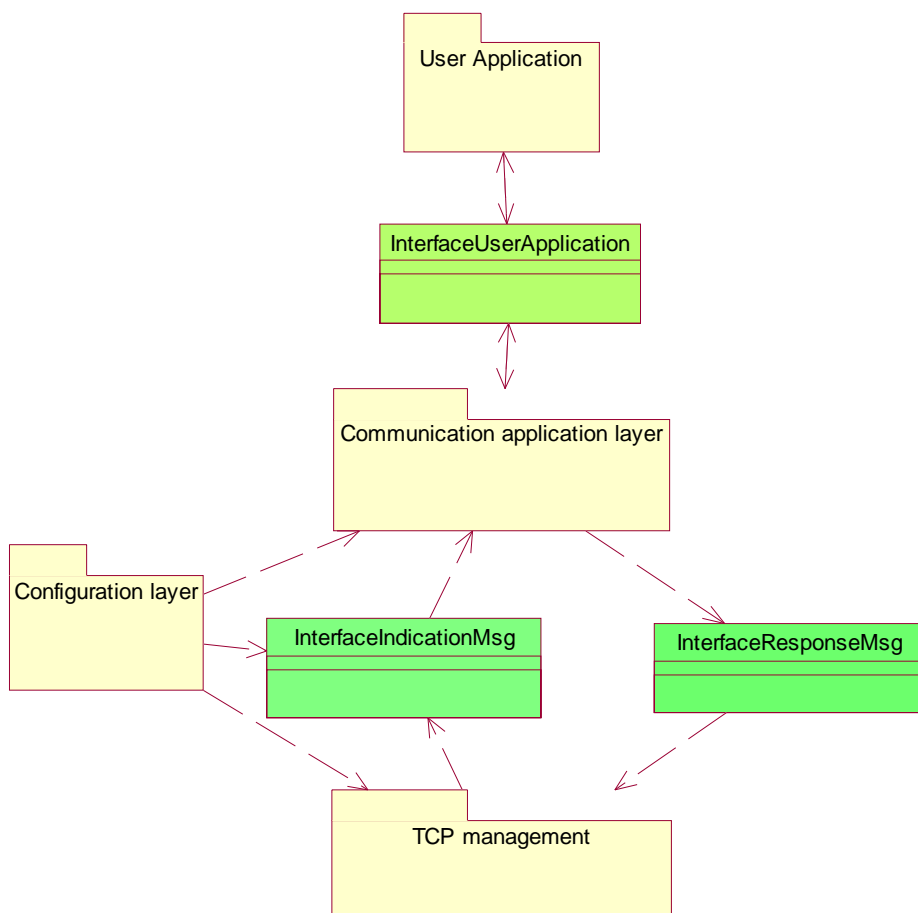 User Application
InterfaceUserApplication
Communication application layer
Configuration layer
InterfaceIndicationMsg
InterfaceResponseMsg
TCP management